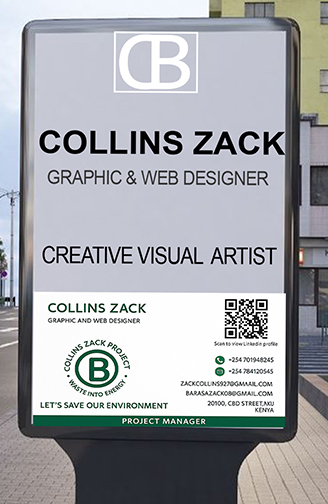 CB
COLLINS ZACK
GRAPHIC & WEB DESIGNER
CREATIVE VISUAL ARTIST
COLLINS ZACK
GRAPHIC AND WEB DESIGNER
Scan to view Linkedin profile
COLLINS ZACK PROJECT
B
WASTE INTO ENERGY
+254 701948245
+254 784120545
ZACKCOLLINS927@GMAIL.COM
BARASAZACK08@GMAIL.COM
LET'S SAVE OUR ENVIRONMENT
20100, CBD STREET,KU
KENYA
PROJECT MANAGER